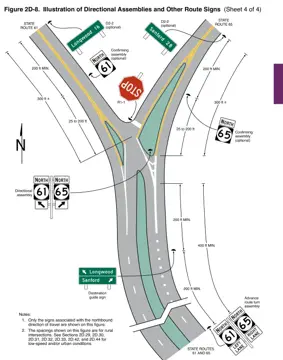 Figure 2D-8. Illustration of Directional Assemblies and Other Route Signs (Sheet 4 of 4)
STATE
ROUTE 61
D2-2
(optional)
Longwood 16
D2-2
(optional)
Sanford 28
STATE
ROUTE 65
Confirming
assembly
(optional)
NORTH
61
200 ft MIN.
300 ft ±
25 to 200 ft
STOP
R1-1
200 ft MIN.
300 ft ±
25 to 200 ft
NORTH
65
Confirming
assembly
(optional)
N
Directional
assembly
NORTH NORTH
61 65
200 ft MIN.
400 ft MIN.
Longwood
Sanford
Destination
guide sign
200 ft MIN.
Advance
route turn
assembly
NORTH NORTH
61 65
LEFT RIGHT
LANE LANE
Notes:
1. Only the signs associated with the northbound
direction of travel are shown on this figure.
2. The spacings shown on this figure are for rural
intersections. See Sections 2D.29, 2D.30,
2D.31, 2D.32, 2D.33, 2D.42, and 2D.44 for
low-speed and/or urban conditions.
STATE ROUTES
61 AND 65